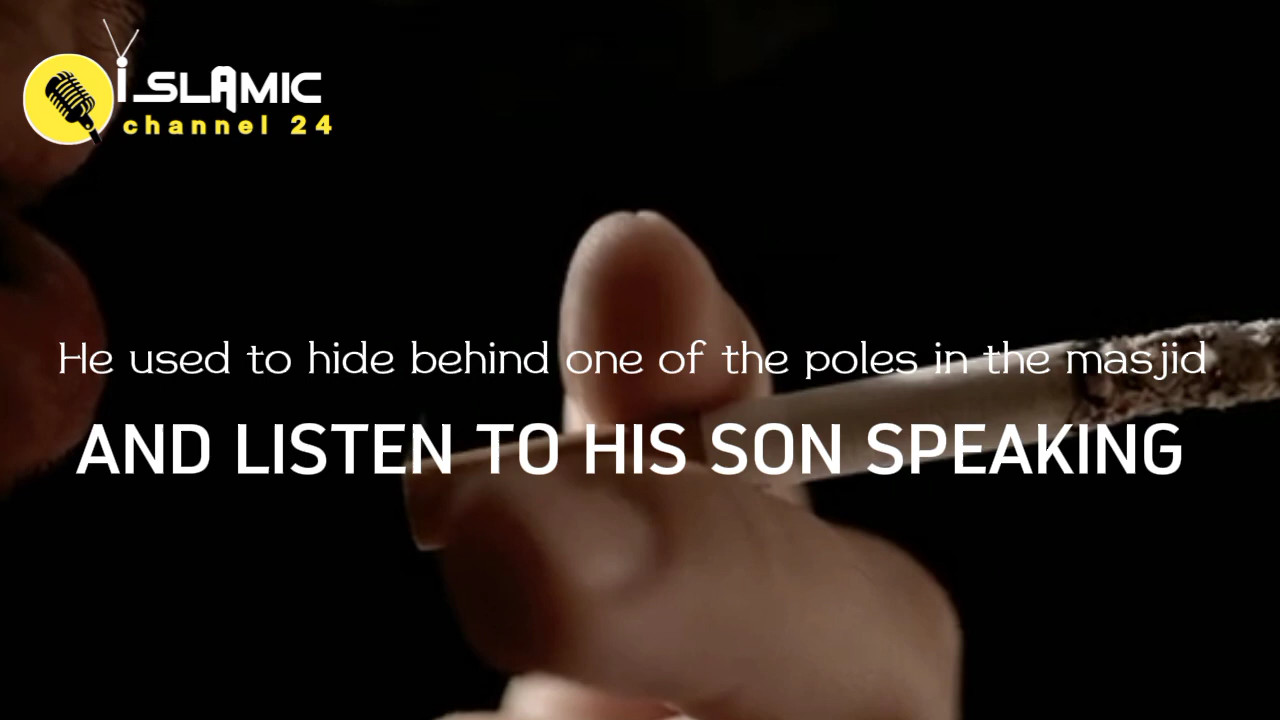 iSLAMIC
channel 24
He used to hide behind one of the poles in the masjid
AND LISTEN TO HIS SON SPEAKING